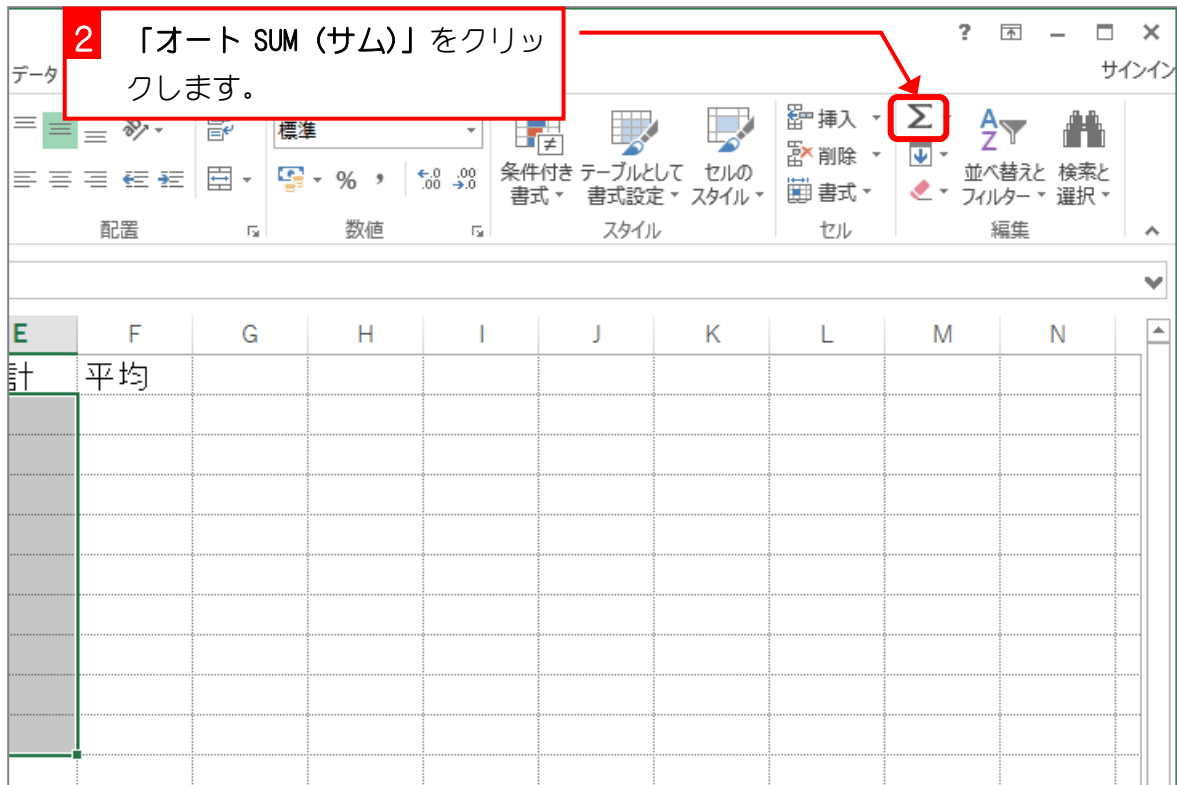 2 「オート SUM（サム）」をクリッ
クします。
?
データ
サインイン
標準
挿入
Σ
A
Z
削除
条件付き テーブルとして セルの
並べ替えと 検索と
% , .0 .00
.00 .0
書式 書式設定 スタイル
書式
フィルター 選択
配置 数値 スタイル セル 編集
E F G H I J K L M N
計 平均